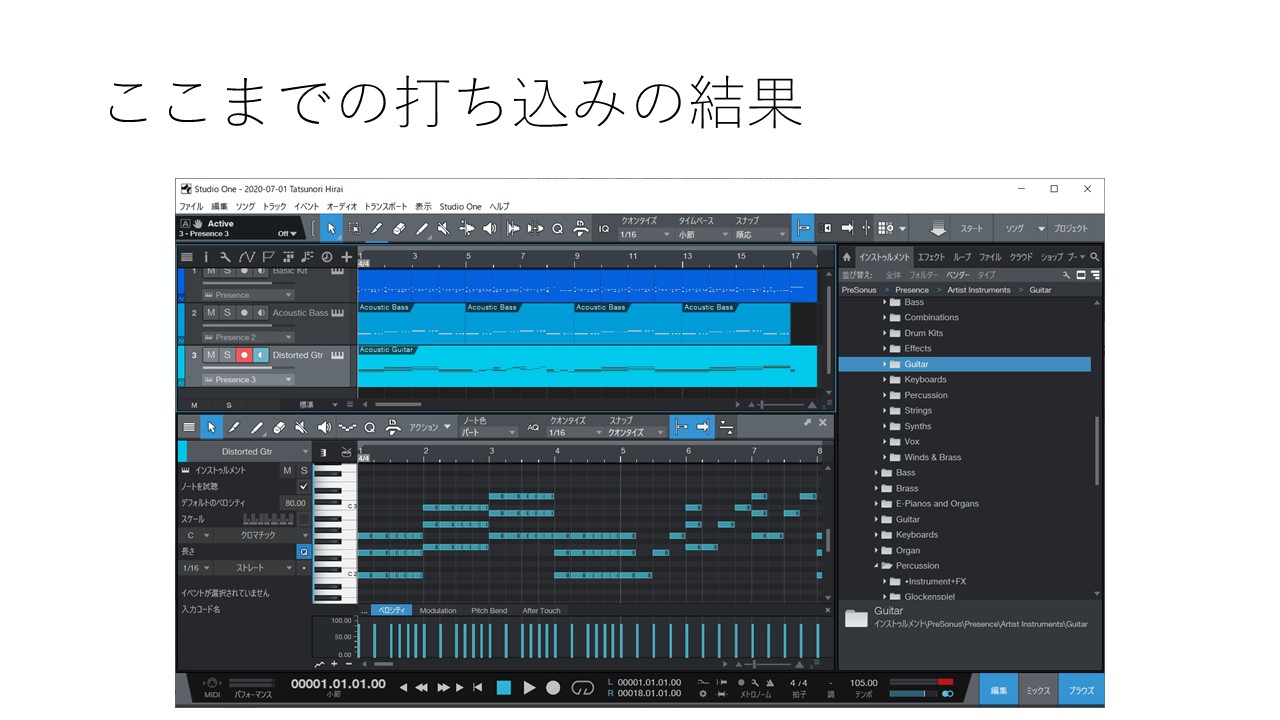 ここまでの打ち込みの結果
Studio One - 2020-07-01 Tatsunori Hirai
ファイル 編集 ソング トラック イベント オーディオ トランスポート 表示 Studio One ヘルプ
Active
3 - Presence 3 Off
IQ
クオンタイズ タイムベース スナップ
1/16 小節 順応
スタート ソング プロジェクト
1 3 5 7 9 11 13 15 17
4/4
1 M S Basic Kit
Presence
2 M S Acoustic Bass
Presence 2
3 M S Distorted Gtr
Presence 3
Acoustic Bass Acoustic Bass Acoustic Bass Acoustic Bass
Acoustic Guitar
M S 標準
インストゥルメント エフェクト ループ ファイル クラウド ショップ プー
並び替え: 全体 フォルダー ベンダー タイプ
PreSonus > Presence > Artist Instruments > Guitar
Bass
Combinations
Drum Kits
Effects
Guitar
Keyboards
Percussion
Strings
Synths
Vox
Winds & Brass
Bass
Brass
E-Pianos and Organs
Guitar
Keyboards
Organ
Percussion
•Instrument+FX
Glockenspiel
Guitar
インストゥルメント\PreSonus\Presence\Artist Instruments\Guitar
アクション
ノート色
パート
AQ
クオンタイズ スナップ
1/16 クオンタイズ
Distorted Gtr
1 2 3 4 5 6 7 8
4/4
インストゥルメント M S
ノートを試聴
デフォルトのベロシティ 80.00
スケール
C クロマチック
長さ Q
1/16 ストレート
イベントが選択されていません
入力コード名
C 3
C 2
... ベロシティ Modulation Pitch Bend After Touch
100.00
50.00
0.00
MIDI パフォーマンス
00001.01.01.00
小節
L 00001.01.01.00
R 00018.01.01.00
メトロノーム
4 / 4
拍子
-
調
105.00
テンポ
編集 ミックス ブラウズ